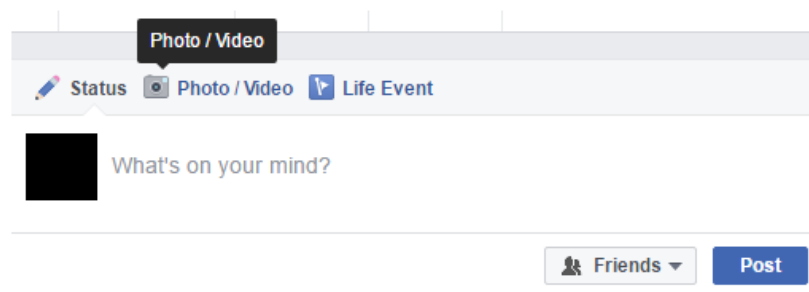 Photo / Video
Status Photo / Video Life Event
What's on your mind?
Friends Post